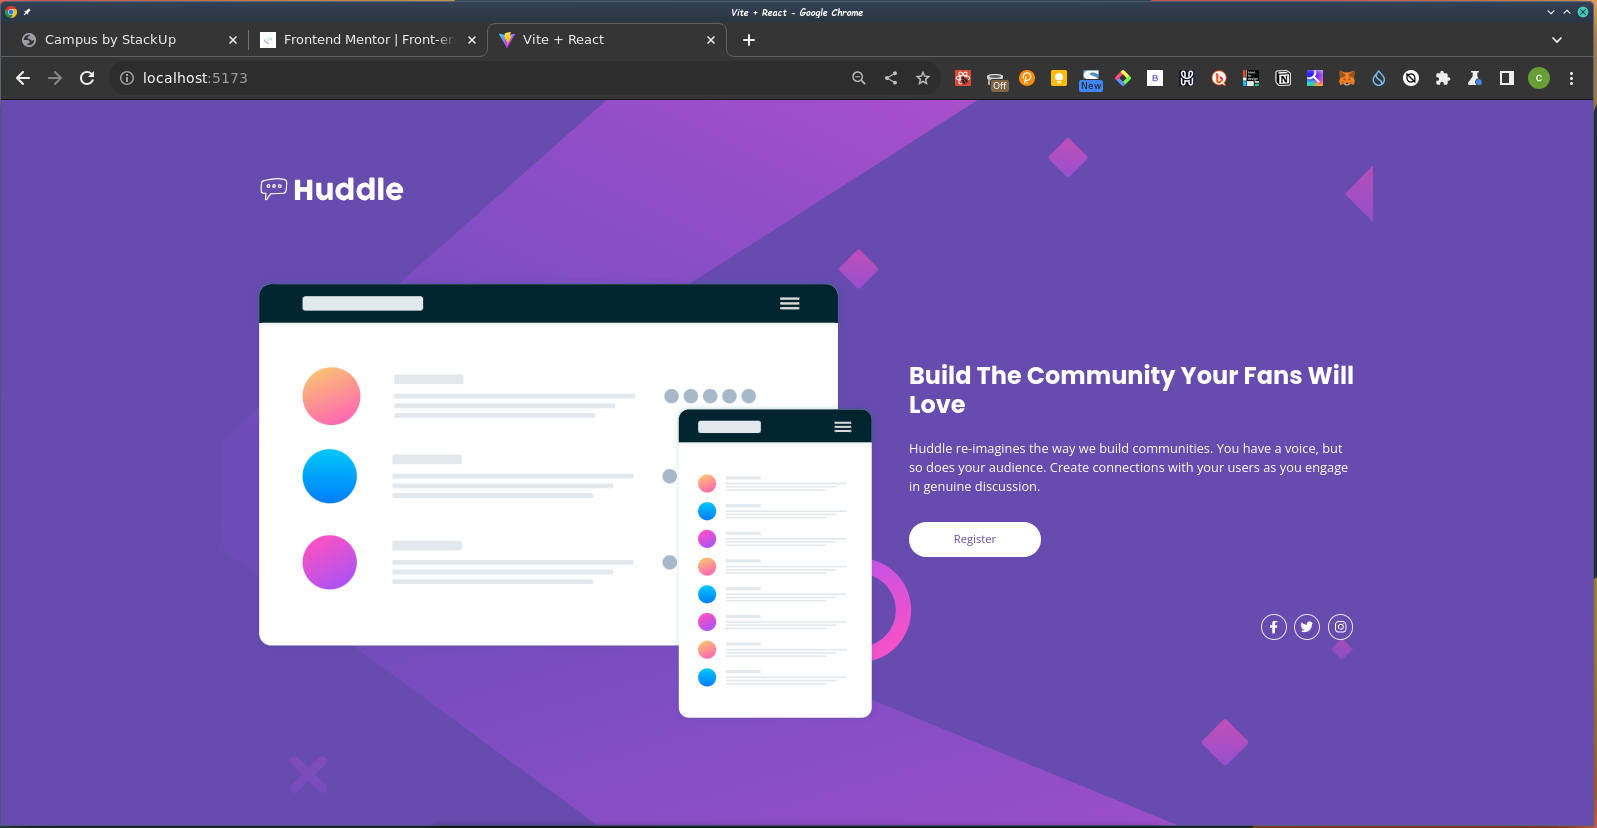 Vite + React - Google Chrome
Campus by StackUp
Frontend Mentor | Front-en
Vite + React
localhost:5173
Off
New
B
C
Huddle
Build The Community Your Fans Will
Love
Huddle re-imagines the way we build communities. You have a voice, but
so does your audience. Create connections with your users as you engage
in genuine discussion.
Register